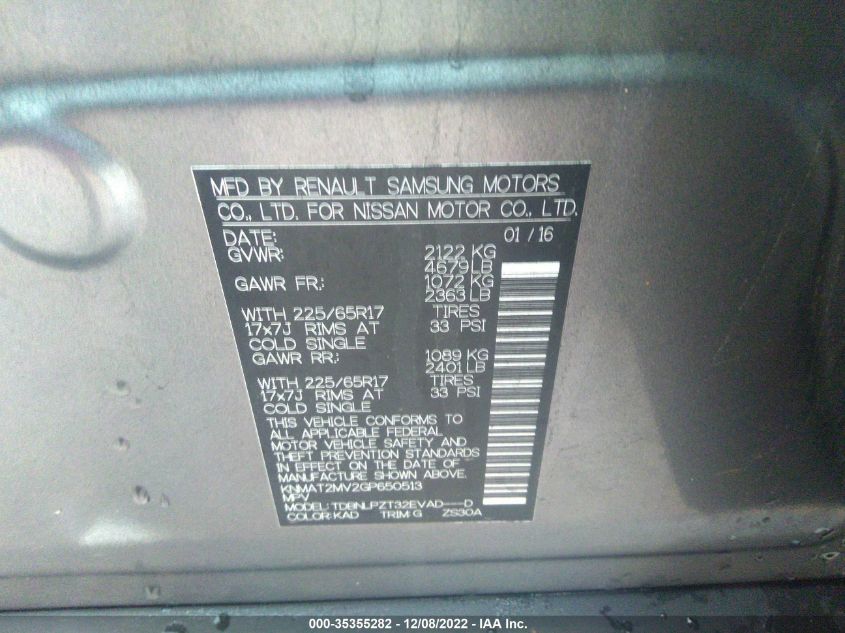 MFD BY RENAULT SAMSUNG MOTORS
CO., LTD. FOR NISSAN MOTOR CO., LTD.
DATE: 01 / 16
GVWR: 2122 KG
4679 LB
GAWR FR.: 1072 KG
2363 LB
WITH 225/65R17 TIRES
17x7J RIMS AT 33 PSI
COLD SINGLE
GAWR RR.: 1089 KG
2401 LB
WITH 225/65R17 TIRES
17x7J RIMS AT 33 PSI
COLD SINGLE
THIS VEHICLE CONFORMS TO
ALL APPLICABLE FEDERAL
MOTOR VEHICLE SAFETY AND
THEFT PREVENTION STANDARDS
IN EFFECT ON THE DATE OF
MANUFACTURE SHOWN ABOVE.
KNMAT2MV2GP650513
MPV
MODEL: TDBNLPZT32EVAD---D
COLOR:KAD TRIM:G ZS30A
000-35355282 - 12/08/2022 - IAA Inc.